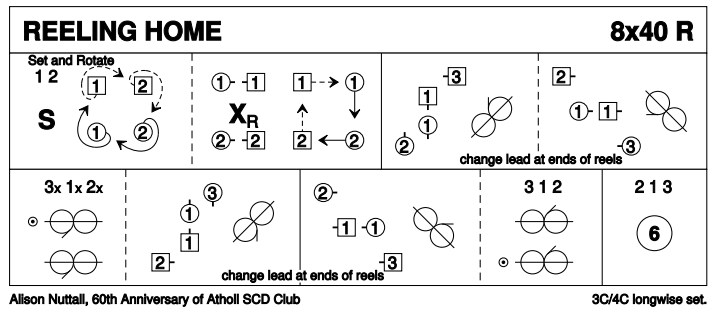 REELING HOME 8x40 R
Set and Rotate
1 2
1 2
S
1 2
1 1
X R
2 2
1 1
2 2
3
1
1
2
2
1 1
3
change lead at ends of reels
3x 1x 2x
3
1
1
2
2
1 1
3
change lead at ends of reels
3 1 2
2 1 3
6
Alison Nuttall, 60th Anniversary of Atholl SCD Club 3C/4C longwise set.